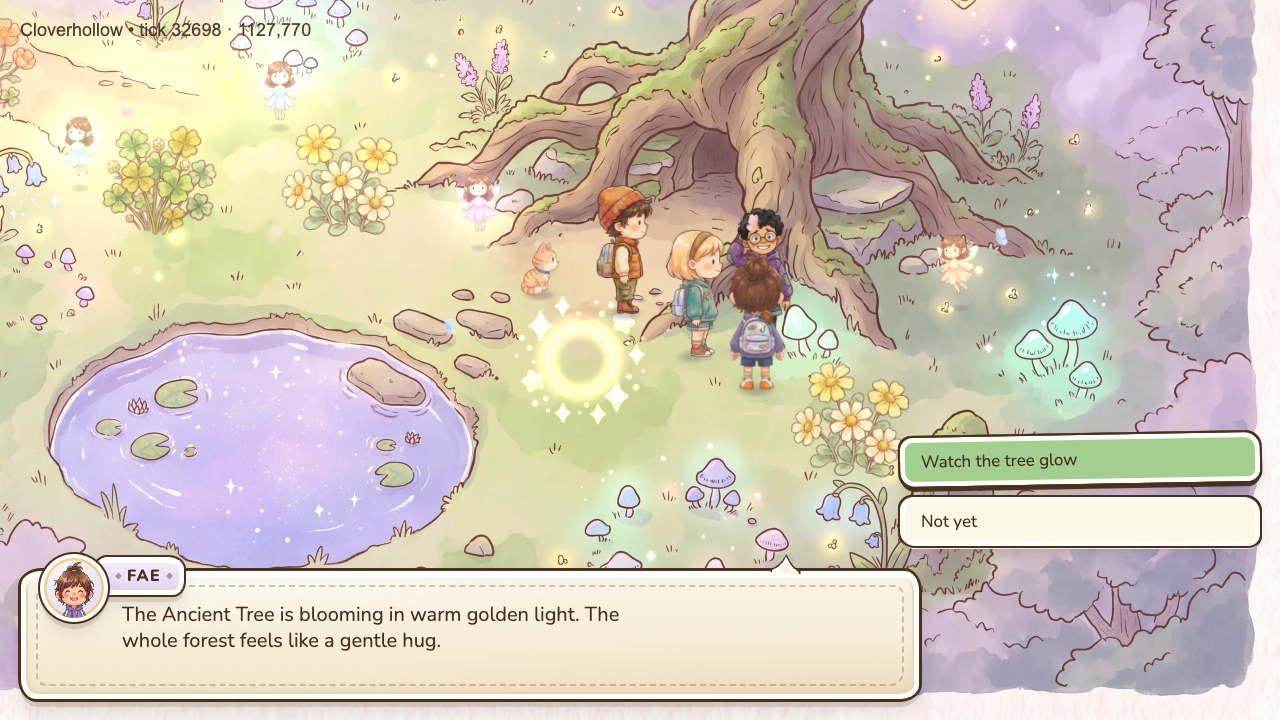 Cloverhollow • tick 32698 · 1127,770
Watch the tree glow
Not yet
FAE
The Ancient Tree is blooming in warm golden light. The
whole forest feels like a gentle hug.